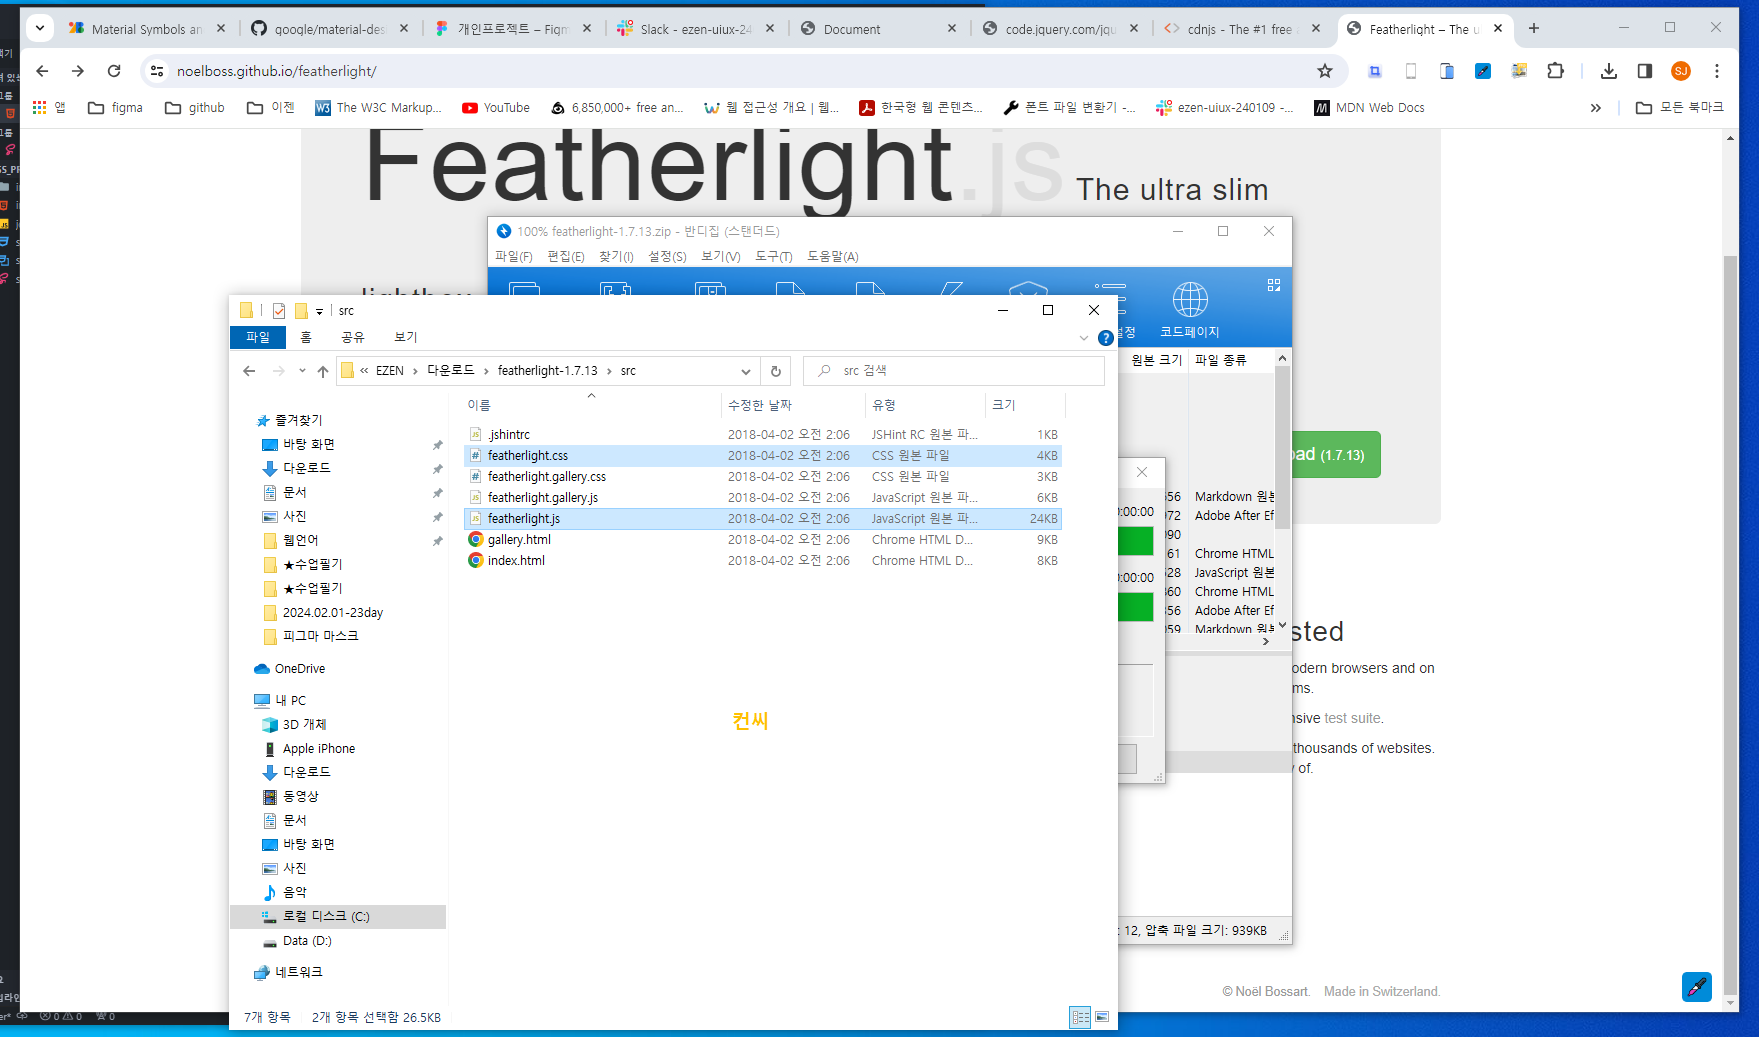 Material Symbols an
google/material-des
개인프로젝트 – Figm
Slack - ezen-uiux-24
Document
code.jquery.com/jqu
cdnjs - The #1 free
Featherlight – The u
noelboss.github.io/featherlight/
SJ
앱
figma
github
이젠
The W3C Markup...
YouTube
6,850,000+ free an...
웹 접근성 개요 | 웹...
한국형 웹 콘텐츠...
폰트 파일 변환기 -...
ezen-uiux-240109 -...
MDN Web Docs
모든 북마크
Featherlight.js The ultra slim
100% featherlight-1.7.13.zip - 반디집 (스탠더드)
파일(F) 편집(E) 찾기(I) 설정(S) 보기(V) 도구(T) 도움말(A)
설정 코드페이지
src
파일 홈 공유 보기
« EZEN › 다운로드 › featherlight-1.7.13 › src
src 검색
원본 크기 파일 종류
이름 수정한 날짜 유형 크기
.jshintrc 2018-04-02 오전 2:06 JSHint RC 원본 파... 1KB
featherlight.css 2018-04-02 오전 2:06 CSS 원본 파일 4KB
featherlight.gallery.css 2018-04-02 오전 2:06 CSS 원본 파일 3KB
featherlight.gallery.js 2018-04-02 오전 2:06 JavaScript 원본 파... 6KB
featherlight.js 2018-04-02 오전 2:06 JavaScript 원본 파... 24KB
gallery.html 2018-04-02 오전 2:06 Chrome HTML D... 9KB
index.html 2018-04-02 오전 2:06 Chrome HTML D... 8KB
즐겨찾기
바탕 화면
다운로드
문서
사진
웹언어
★수업필기
★수업필기
2024.02.01-23day
피그마 마스크
OneDrive
내 PC
3D 개체
Apple iPhone
다운로드
동영상
문서
바탕 화면
사진
음악
로컬 디스크 (C:)
Data (D:)
네트워크
컨씨
7개 항목 2개 항목 선택함 26.5KB
oad (1.7.13)
:00:00
:00:00
656 Markdown 원본
972 Adobe After Ef
090
161 Chrome HTML
528 JavaScript 원본
360 Chrome HTML
356 Adobe After Ef
059 Markdown 원본
: 12, 압축 파일 크기: 939KB
sted
odern browsers and on
ms.
nsive test suite.
thousands of websites.
of.
© Noël Bossart. Made in Switzerland.